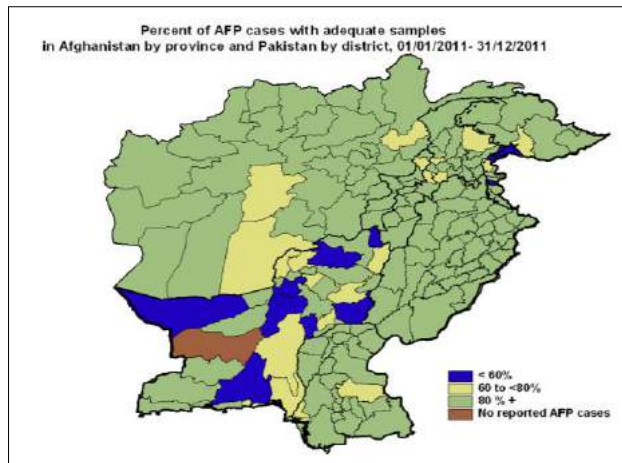 Percent of AFP cases with adequate samples
in Afghanistan by province and Pakistan by district, 01/01/2011- 31/12/2011
< 60%
60 to <80%
80 % +
No reported AFP cases